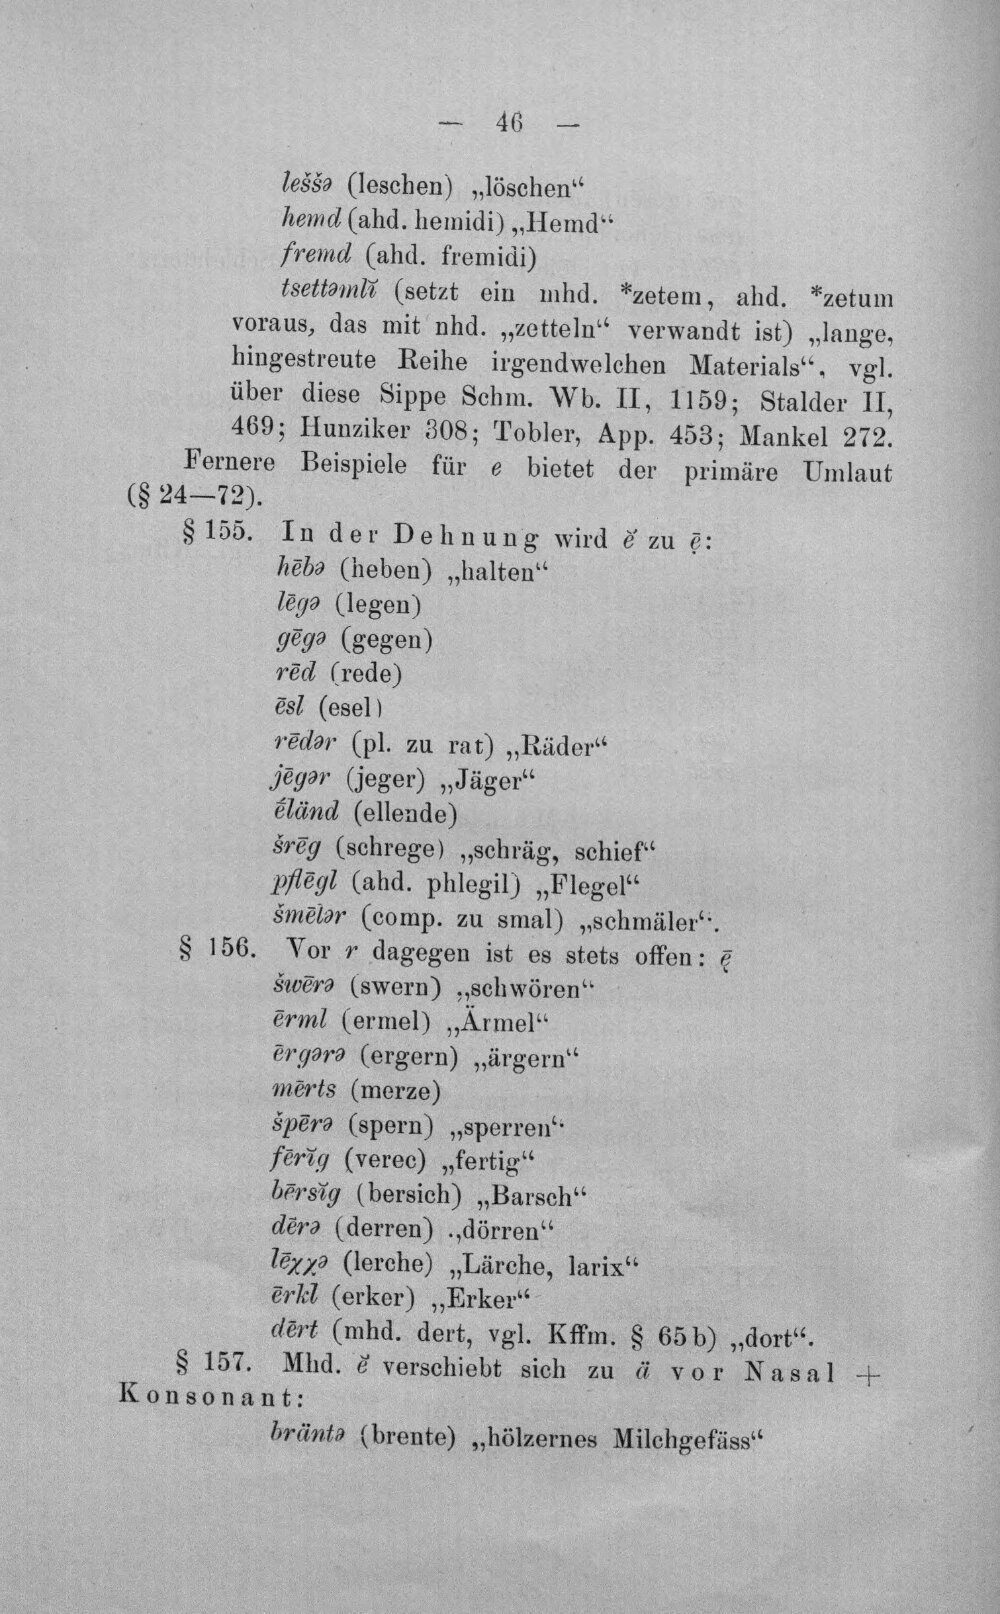 — 46 —
leššə (leschen) „löschen“
hemd (ahd. hemidi) „Hemd“
fremd (ahd. fremidi)
tsettəmlĭ (setzt ein mhd. *zetem, ahd. *zetum
voraus, das mit nhd. „zetteln“ verwandt ist) „lange,
hingestreute Reihe irgendwelchen Materials“, vgl.
über diese Sippe Schm. Wb. II, 1159; Stalder II,
469; Hunziker 308; Tobler, App. 453; Mankel 272.
Fernere Beispiele für e bietet der primäre Umlaut
(§ 24—72).
§ 155. In der Dehnung wird ĕ zu ẹ̄:
hēbə (heben) „halten“
lēgə (legen)
gēgə (gegen)
rēd (rede)
ēsl (esel)
rēdər (pl. zu rat) „Räder“
jēgər (jeger) „Jäger“
ḗländ (ellende)
šrēg (schrege) „schräg, schief“
pflēgl (ahd. phlegil) „Flegel“
šmēlər (comp. zu smal) „schmäler“.
§ 156. Vor r dagegen ist es stets offen: ę̄
šwērə (swern) „schwören“
ērml (ermel) „Ärmel“
ērgərə (ergern) „ärgern“
mērts (merze)
špērə (spern) „sperren“
fērĭg (verec) „fertig“
bērsĭg (bersich) „Barsch“
dērə (derren) „dörren“
lēχχə (lerche) „Lärche, larix“
ērkl (erker) „Erker“
dērt (mhd. dert, vgl. Kffm. § 65 b) „dort“.
§ 157. Mhd. ĕ verschiebt sich zu ä vor Nasal +
Konsonant:
bräntə (brente) „hölzernes Milchgefäss“